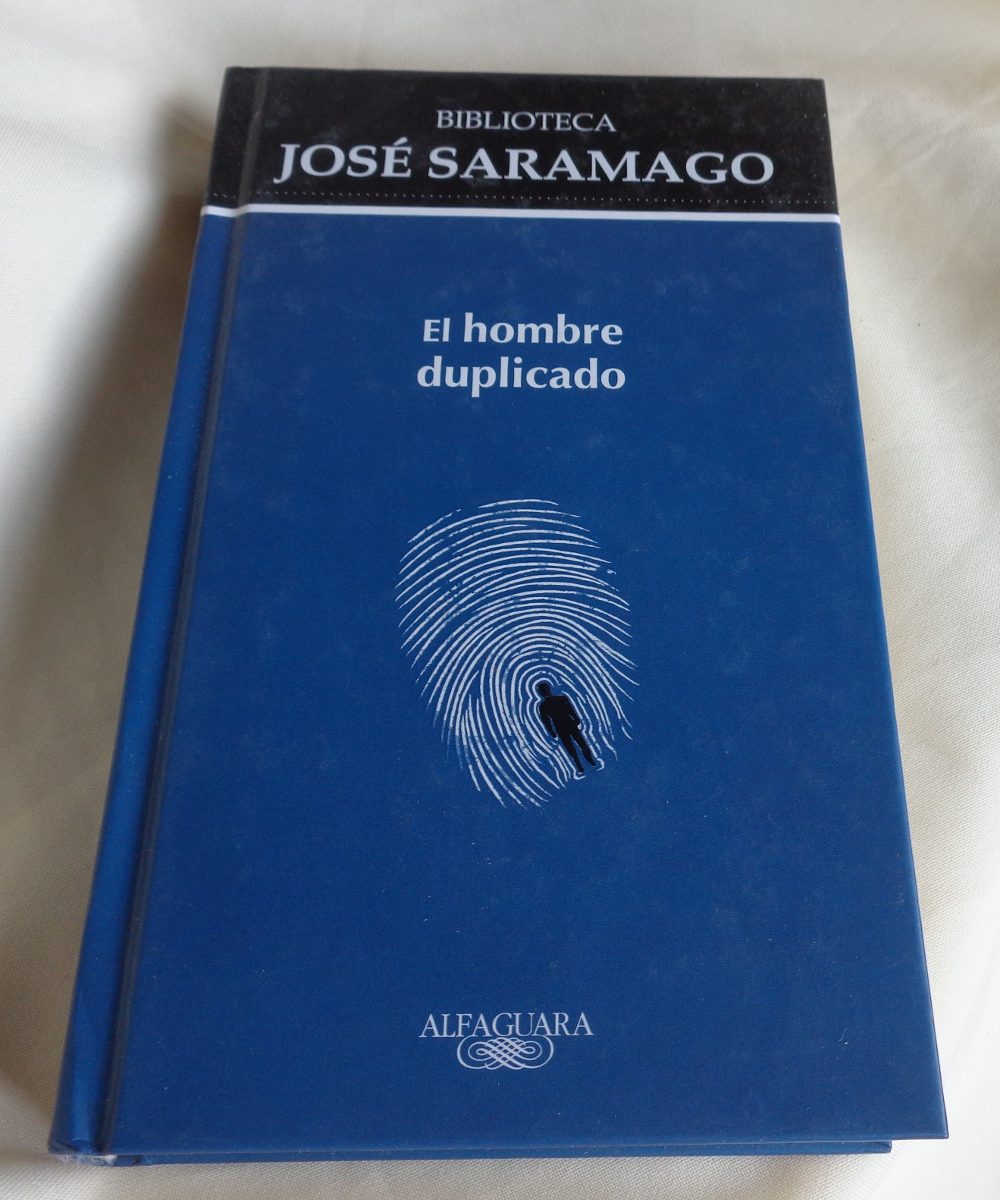 BIBLIOTECA
JOSÉ SARAMAGO
El hombre
duplicado
ALFAGUARA